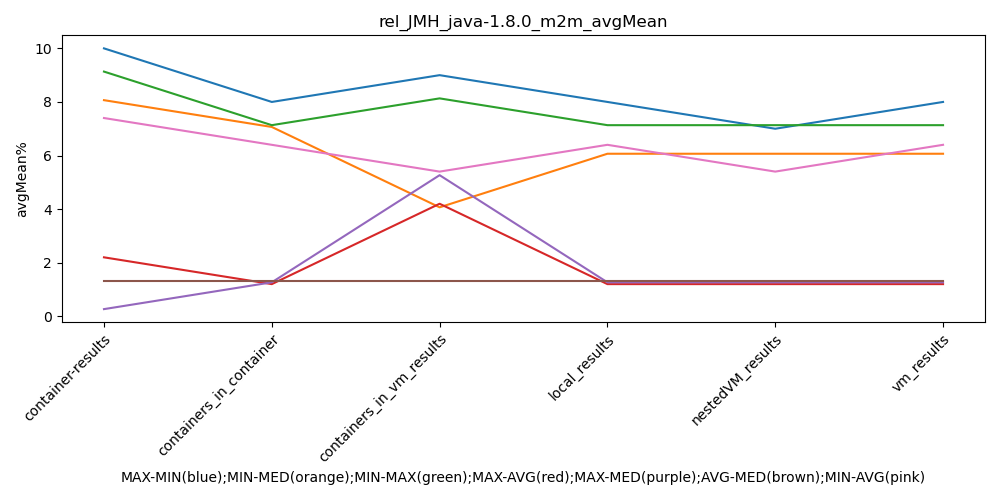 rel_JMH_java-1.8.0_m2m_avgMean
10
8
6
4
2
0
avgMean%
container-results
containers_in_container
containers_in_vm_results
local_results
nestedVM_results
vm_results
MAX-MIN(blue);MIN-MED(orange);MIN-MAX(green);MAX-AVG(red);MAX-MED(purple);AVG-MED(brown);MIN-AVG(pink)